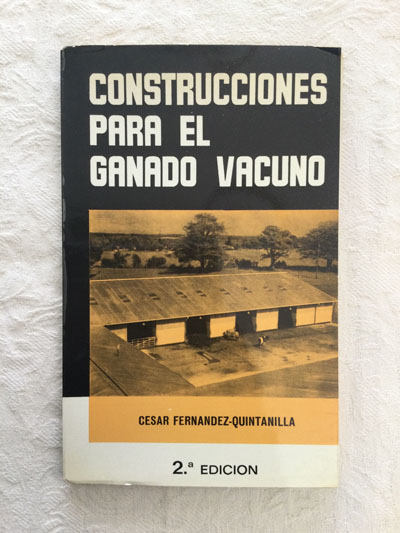 CONSTRUCCIONES
PARA EL
GANADO VACUNO
CESAR FERNANDEZ-QUINTANILLA
2.ª EDICION